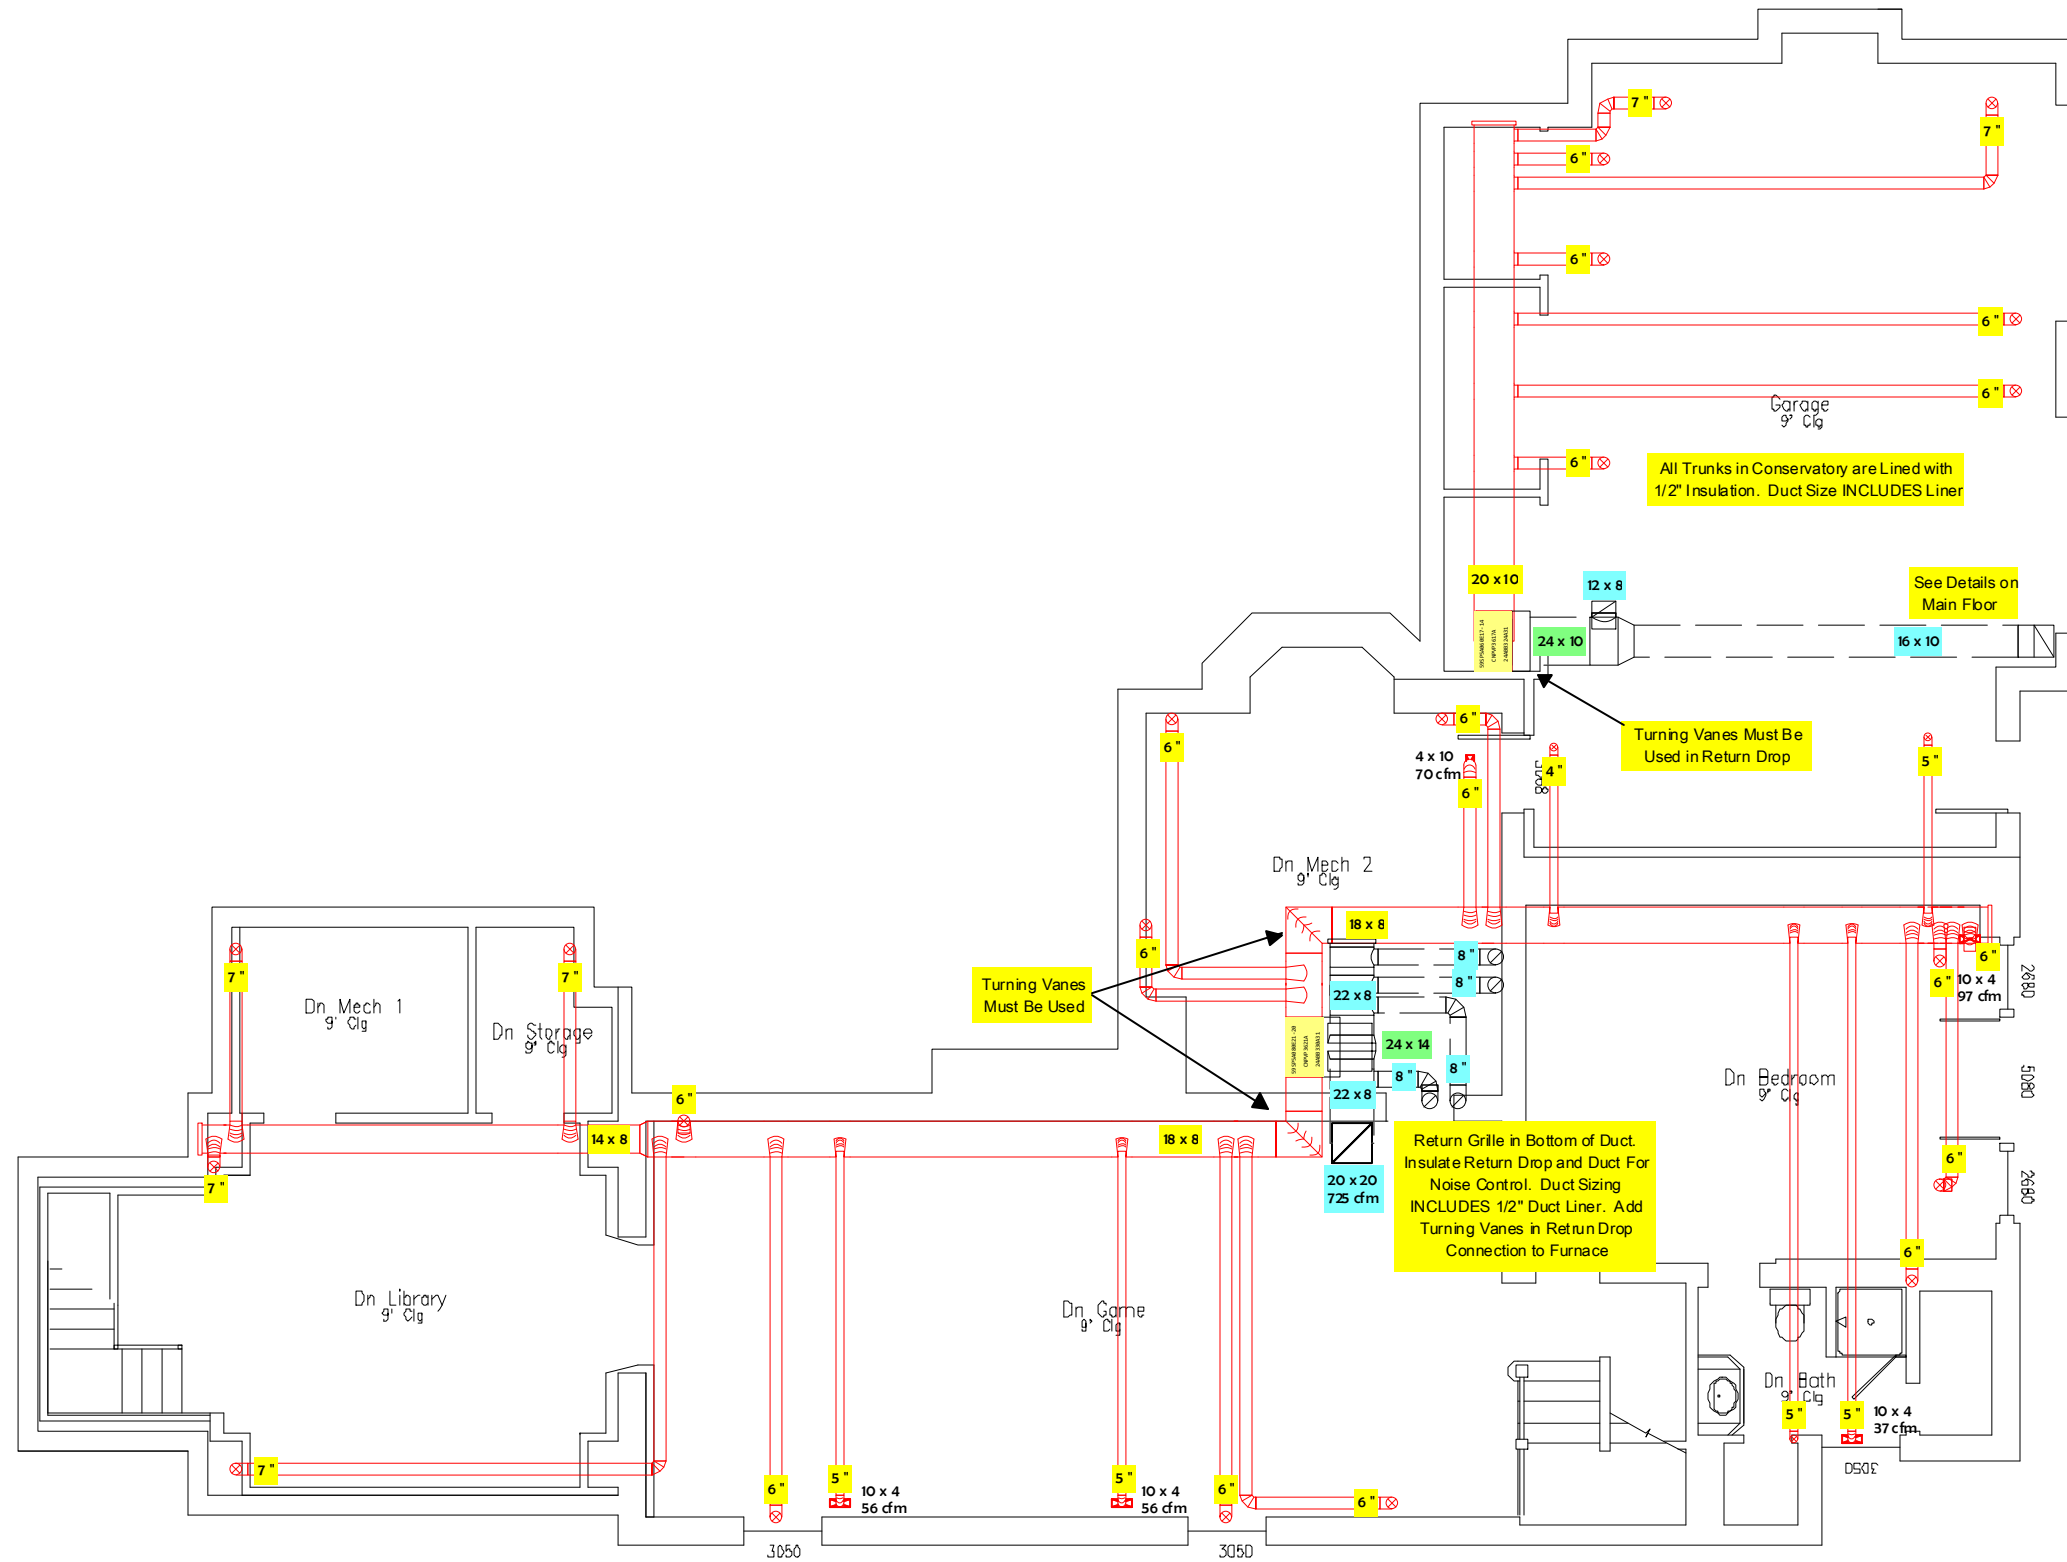 7 "
7 "
6 "
6 "
6 "
6 "
Garage
9' Clg
6 "
All Trunks in Conservatory are Lined with
1/2" Insulation. Duct Size INCLUDES Liner
20 x 10
12 x 8
See Details on
Main Floor
24 x 10
16 x 10
Turning Vanes Must Be
Used in Return Drop
6 "
6 "
4 x 10
70 cfm
6 "
4 "
5 "
Dn Mech 2
9' Clg
18 x 8
6 "
8 "
8 "
22 x 8
Turning Vanes
Must Be Used
24 x 14
8 "
8 "
22 x 8
6 "
6 "
10 x 4
97 cfm
2680
7 "
7 "
Dn Mech 1
9' Clg
Dn Storage
9' Clg
Dn Bedroom
9' Clg
5080
6 "
14 x 8
18 x 8
7 "
20 x 20
725 cfm
Return Grille in Bottom of Duct.
Insulate Return Drop and Duct For
Noise Control. Duct Sizing
INCLUDES 1/2" Duct Liner. Add
Turning Vanes in Retrun Drop
Connection to Furnace
6 "
2680
6 "
Dn Library
9' Clg
Dn Game
9' Clg
Dn Bath
9' Clg
5 "
5 "
10 x 4
37 cfm
3050
7 "
6 "
5 "
10 x 4
56 cfm
5 "
10 x 4
56 cfm
6 "
6 "
3050
3050